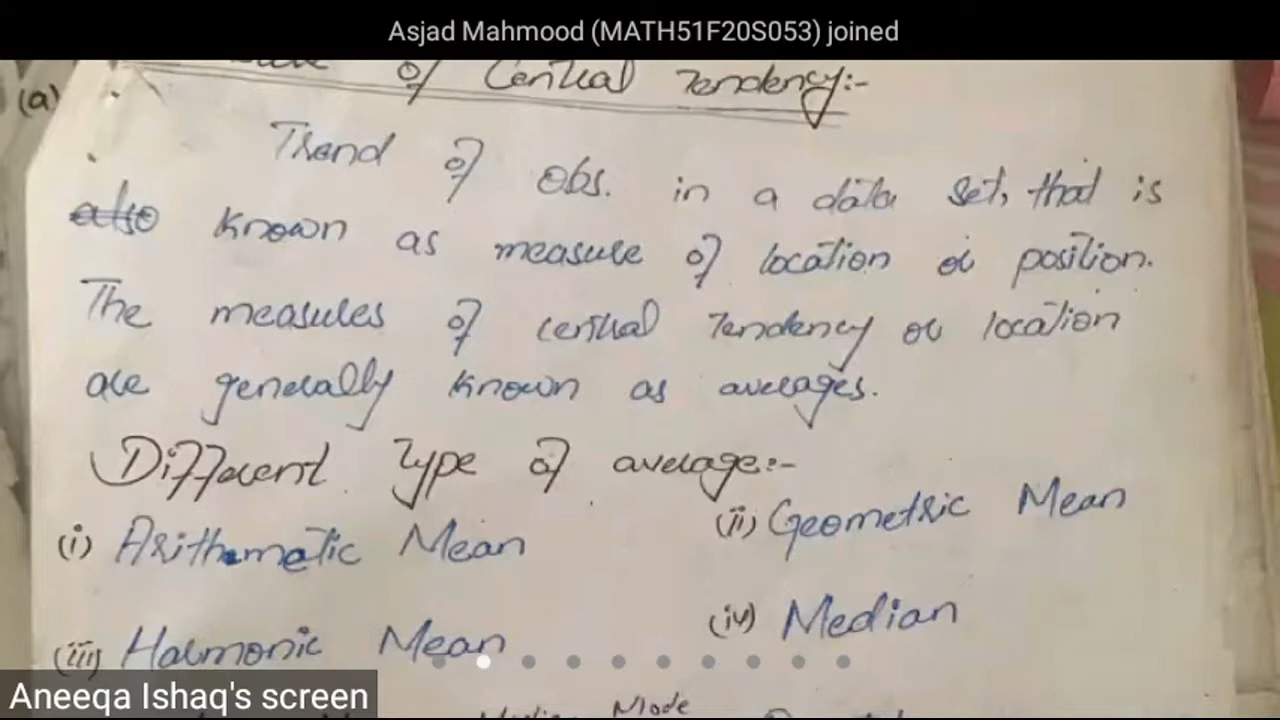 Asjad Mahmood (MATH51F20S053) joined
(a) of Central Tendency:-
Trend of obs. in a data set, that is
also known as measure of location or position.
The measures of central Tendency or location
are generally known as averages.
Different Type of average:-
(i) Arithematic Mean (ii) Geometric Mean
(iii) Harmonic Mean (iv) Median
Mode
Aneeqa Ishaq's screen